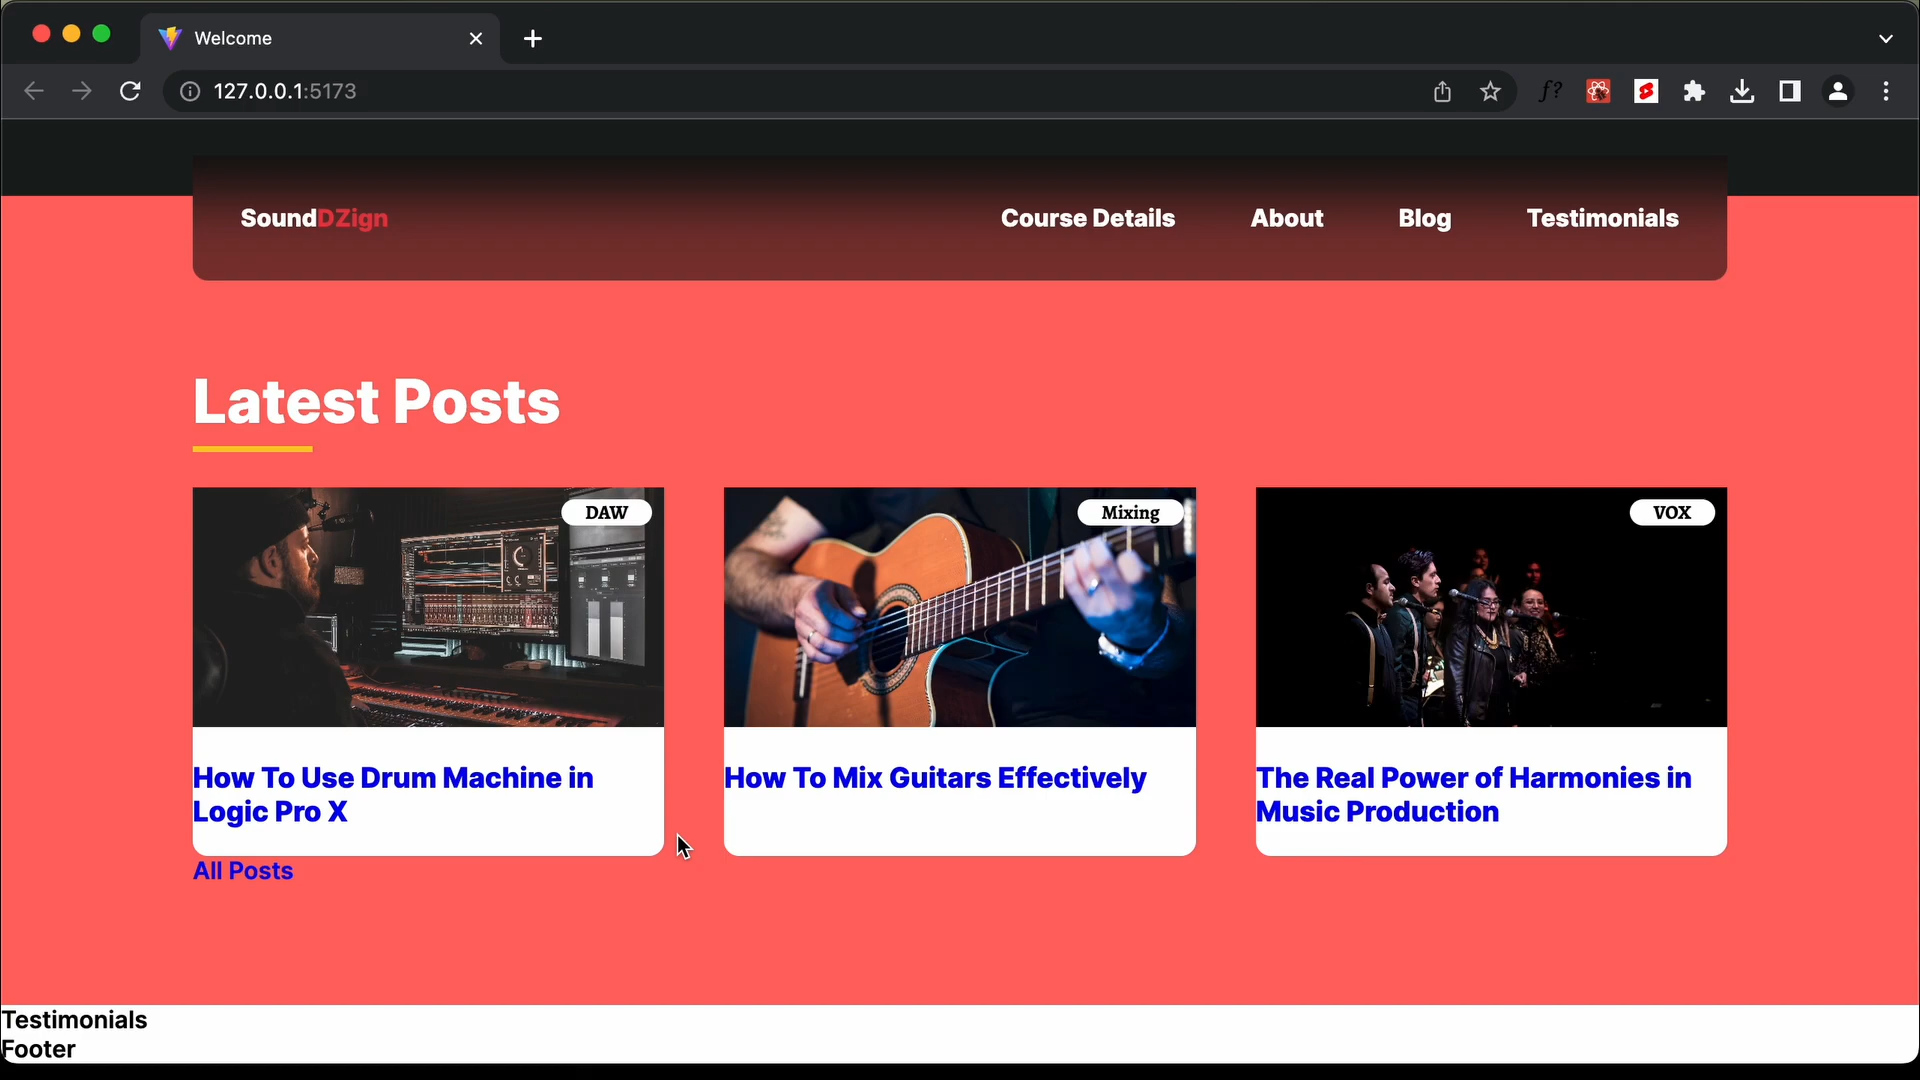 Welcome
127.0.0.1:5173
f?
SoundDZign
Course Details
About
Blog
Testimonials
Latest Posts
DAW
Mixing
VOX
How To Use Drum Machine in
Logic Pro X
How To Mix Guitars Effectively
The Real Power of Harmonies in
Music Production
All Posts
Testimonials
Footer